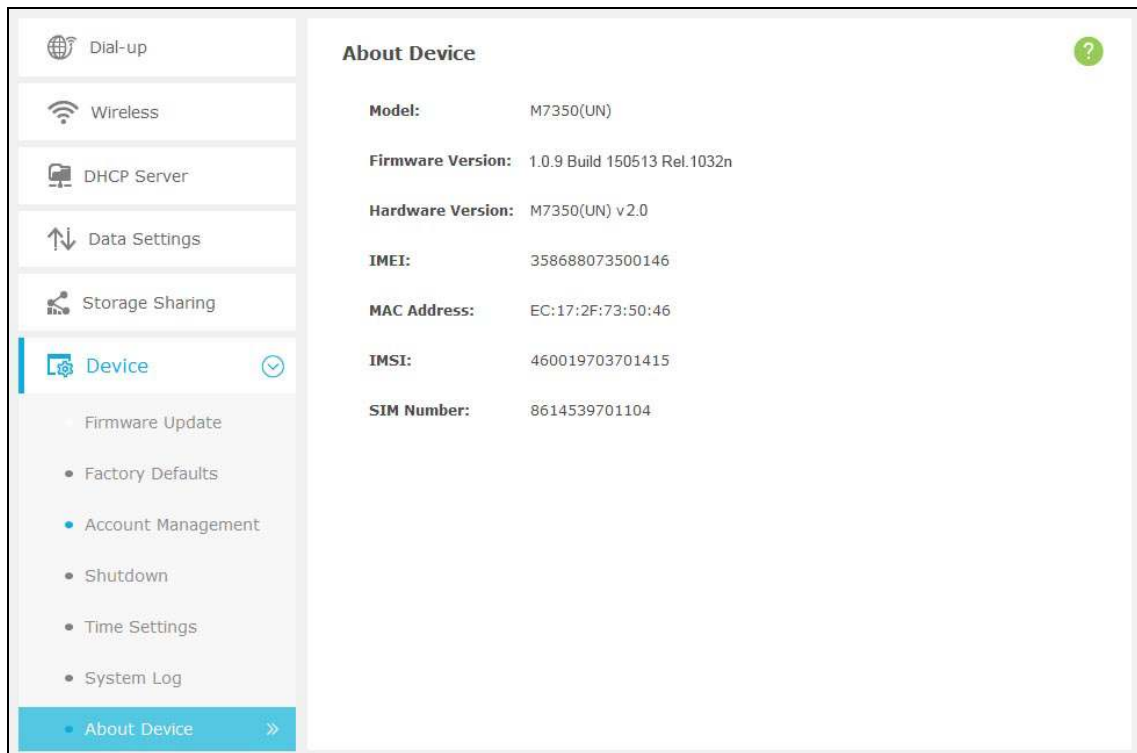 Dial-up
Wireless
DHCP Server
Data Settings
Storage Sharing
Device
Firmware Update
Factory Defaults
Account Management
Shutdown
Time Settings
System Log
About Device »
About Device
?
Model: M7350(UN)
Firmware Version: 1.0.9 Build 150513 Rel.1032n
Hardware Version: M7350(UN) v2.0
IMEI: 358688073500146
MAC Address: EC:17:2F:73:50:46
IMSI: 460019703701415
SIM Number: 8614539701104